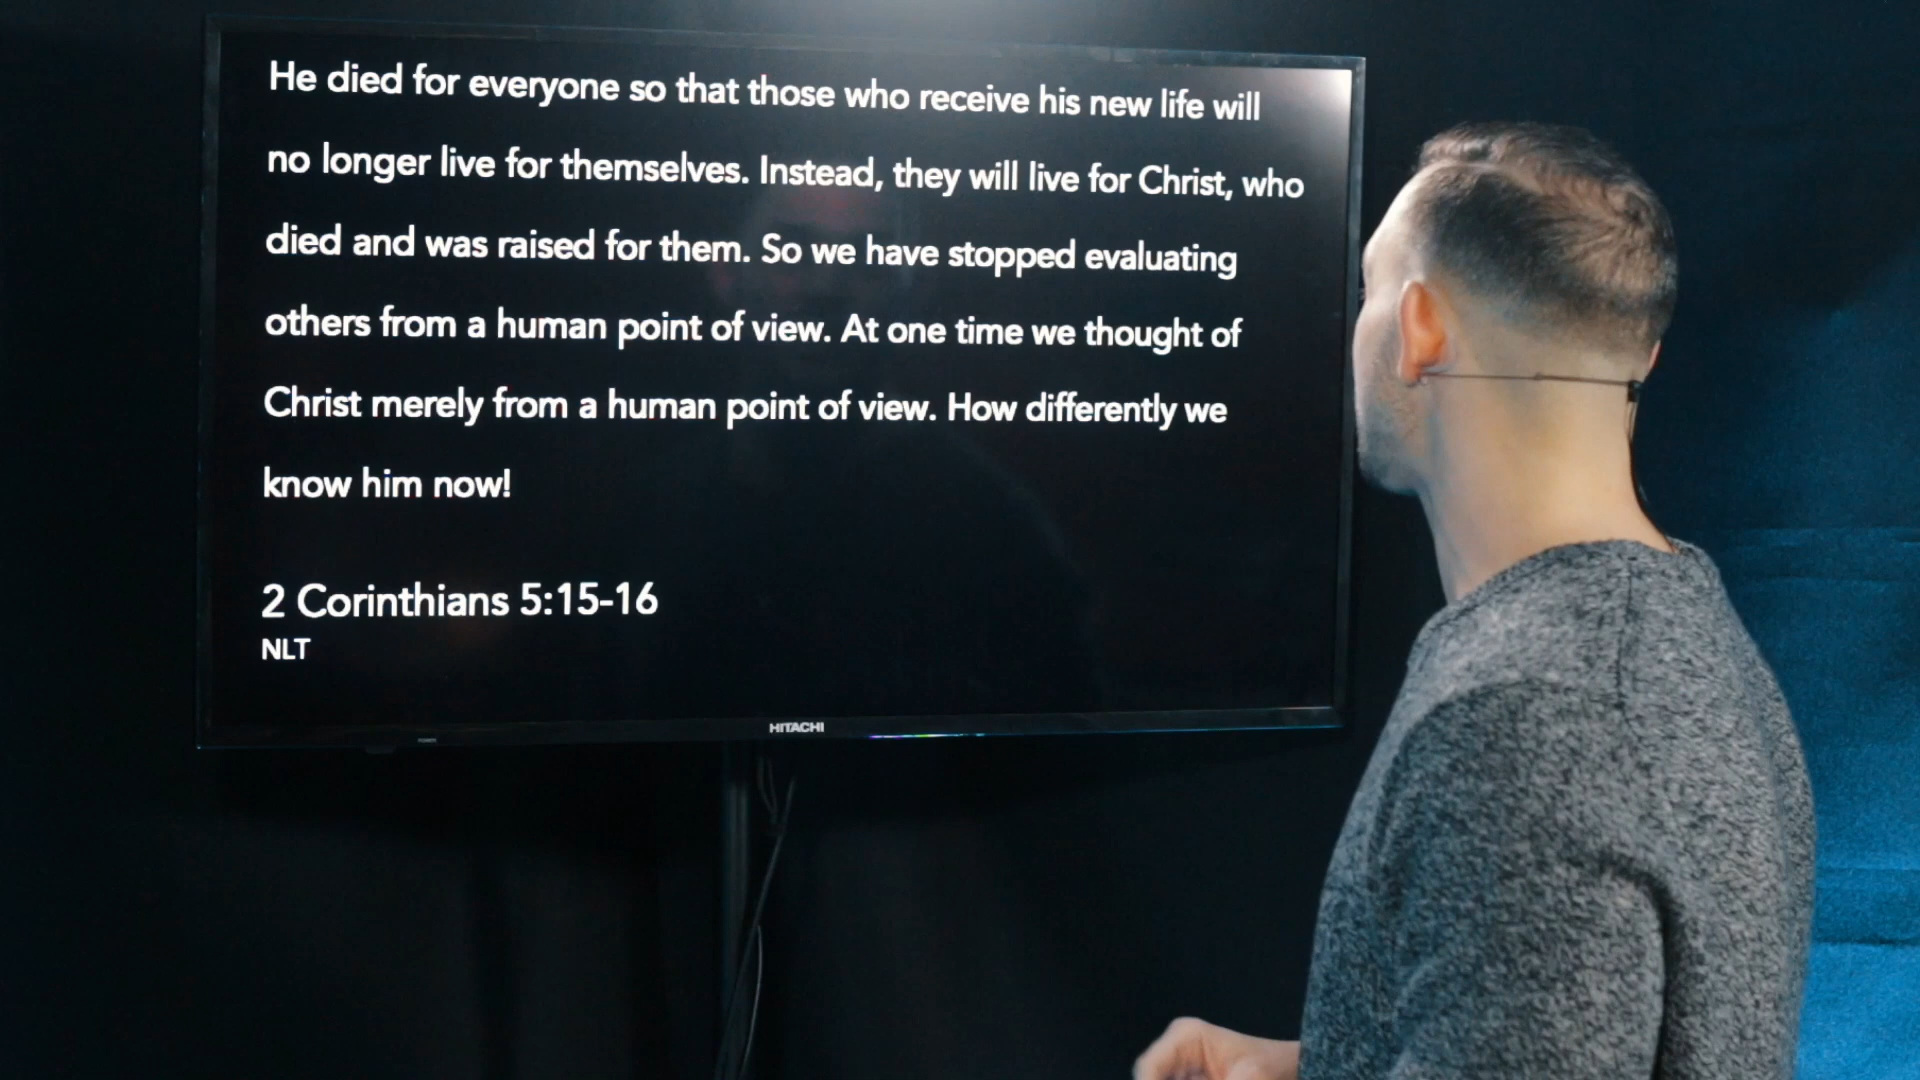 He died for everyone so that those who receive his new life will
no longer live for themselves. Instead, they will live for Christ, who
died and was raised for them. So we have stopped evaluating
others from a human point of view. At one time we thought of
Christ merely from a human point of view. How differently we
know him now!
2 Corinthians 5:15-16
NLT
HITACHI